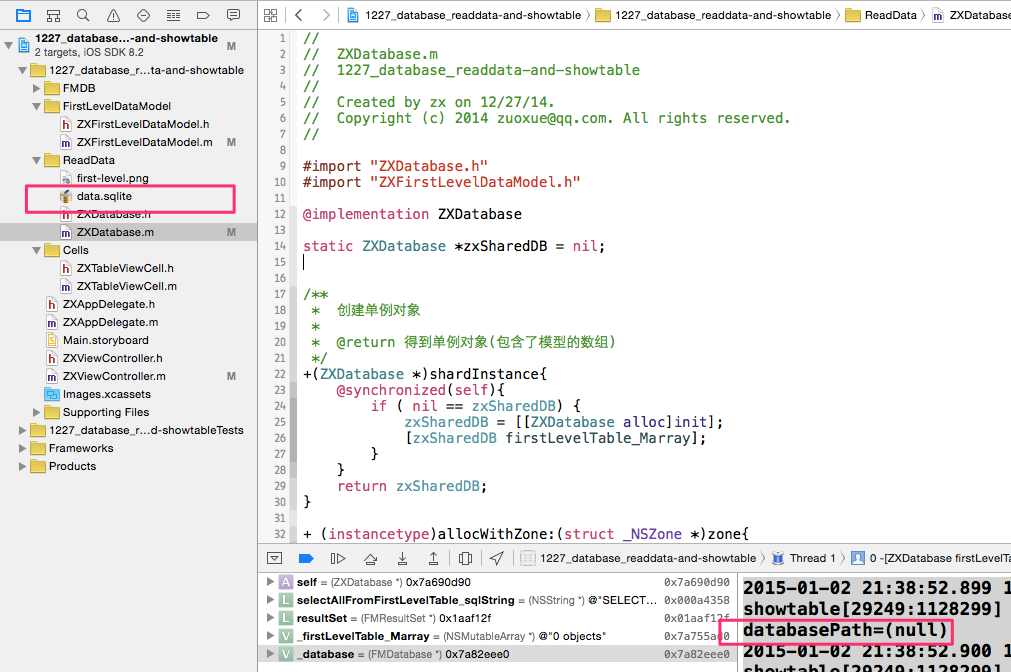 1227_database_readdata-and-showtable
1227_database_readdata-and-showtable
ReadData
ZXDatabase
1227_database...-and-showtable
M
2 targets, iOS SDK 8.2
1227_database_r...ta-and-showtable
FMDB
FirstLevelDataModel
h ZXFirstLevelDataModel.h
m ZXFirstLevelDataModel.m M
ReadData
first-level.png
data.sqlite
h ZXDatabase.h
m ZXDatabase.m M
Cells
h ZXTableViewCell.h
m ZXTableViewCell.m
h ZXAppDelegate.h
m ZXAppDelegate.m
Main.storyboard
h ZXViewController.h
m ZXViewController.m M
Images.xcassets
Supporting Files
1227_database_r...d-showtableTests
Frameworks
Products
1 //
2 //  ZXDatabase.m
3 //  1227_database_readdata-and-showtable
4 //
5 //  Created by zx on 12/27/14.
6 //  Copyright (c) 2014 zuoxue@qq.com. All rights reserved.
7 //
8
9 #import "ZXDatabase.h"
10 #import "ZXFirstLevelDataModel.h"
11
12 @implementation ZXDatabase
13
14 static ZXDatabase *zxSharedDB = nil;
15
16
17 /**
18  *  创建单例对象
19  *
20  *  @return 得到单例对象(包含了模型的数组)
21  */
22 +(ZXDatabase *)shardInstance{
23     @synchronized(self){
24         if ( nil == zxSharedDB) {
25             zxSharedDB = [[ZXDatabase alloc]init];
26             [zxSharedDB firstLevelTable_Marray];
27         }
28     }
29     return zxSharedDB;
30 }
31
32 + (instancetype)allocWithZone:(struct _NSZone *)zone{
1227_database_readdata-and-showtable
Thread 1
0 -[ZXDatabase firstLevelTa
A self = (ZXDatabase *) 0x7a690d90 0x7a690d90
L selectAllFromFirstLevelTable_sqlString = (NSString *) @"SELECT... 0x000a4358
L resultSet = (FMResultSet *) 0x1aaf12f 0x01aaf12f
V _firstLevelTable_Marray = (NSMutableArray *) @"0 objects" 0x7a755ad0
V _database = (FMDatabase *) 0x7a82eee0 0x7a82eee0
2015-01-02 21:38:52.899 1
showtable[29249:1128299]
databasePath=(null)
2015-01-02 21:38:52.900 1
showtable[29249:1128299]